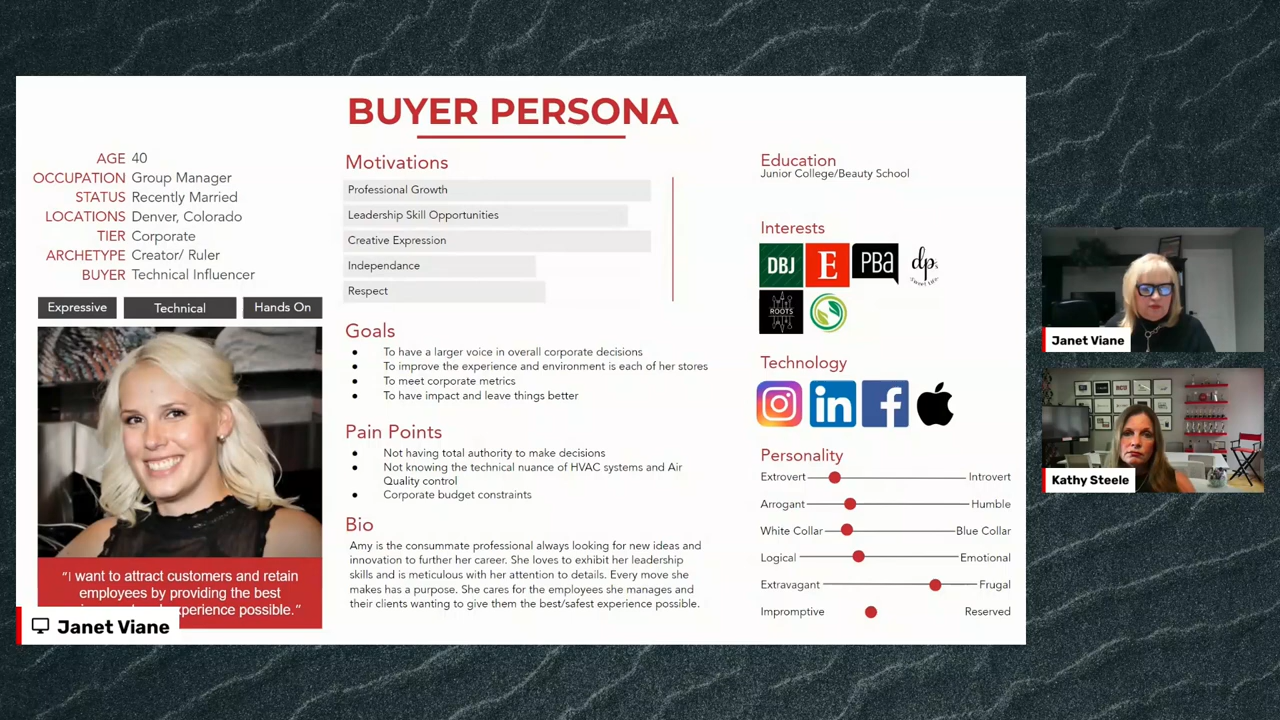 BUYER PERSONA
AGE 40
OCCUPATION Group Manager
STATUS Recently Married
LOCATIONS Denver, Colorado
TIER Corporate
ARCHETYPE Creator/ Ruler
BUYER Technical Influencer
Expressive Technical Hands On
"I want to attract customers and retain
employees by providing the best
experience possible."
Janet Viane
Motivations
Professional Growth
Leadership Skill Opportunities
Creative Expression
Independance
Respect
Goals
To have a larger voice in overall corporate decisions
To improve the experience and environment is each of her stores
To meet corporate metrics
To have impact and leave things better
Pain Points
Not having total authority to make decisions
Not knowing the technical nuance of HVAC systems and Air
Quality control
Corporate budget constraints
Bio
Amy is the consummate professional always looking for new ideas and
innovation to further her career. She loves to exhibit her leadership
skills and is meticulous with her attention to details. Every move she
makes has a purpose. She cares for the employees she manages and
their clients wanting to give them the best/safest experience possible.
Education
Junior College/Beauty School
Interests
DBJ E PBa dp.
ROOTS
Technology
in f
Personality
Extrovert Introvert
Arrogant Humble
White Collar Blue Collar
Logical Emotional
Extravagant Frugal
Impromptive Reserved
Janet Viane
Kathy Steele